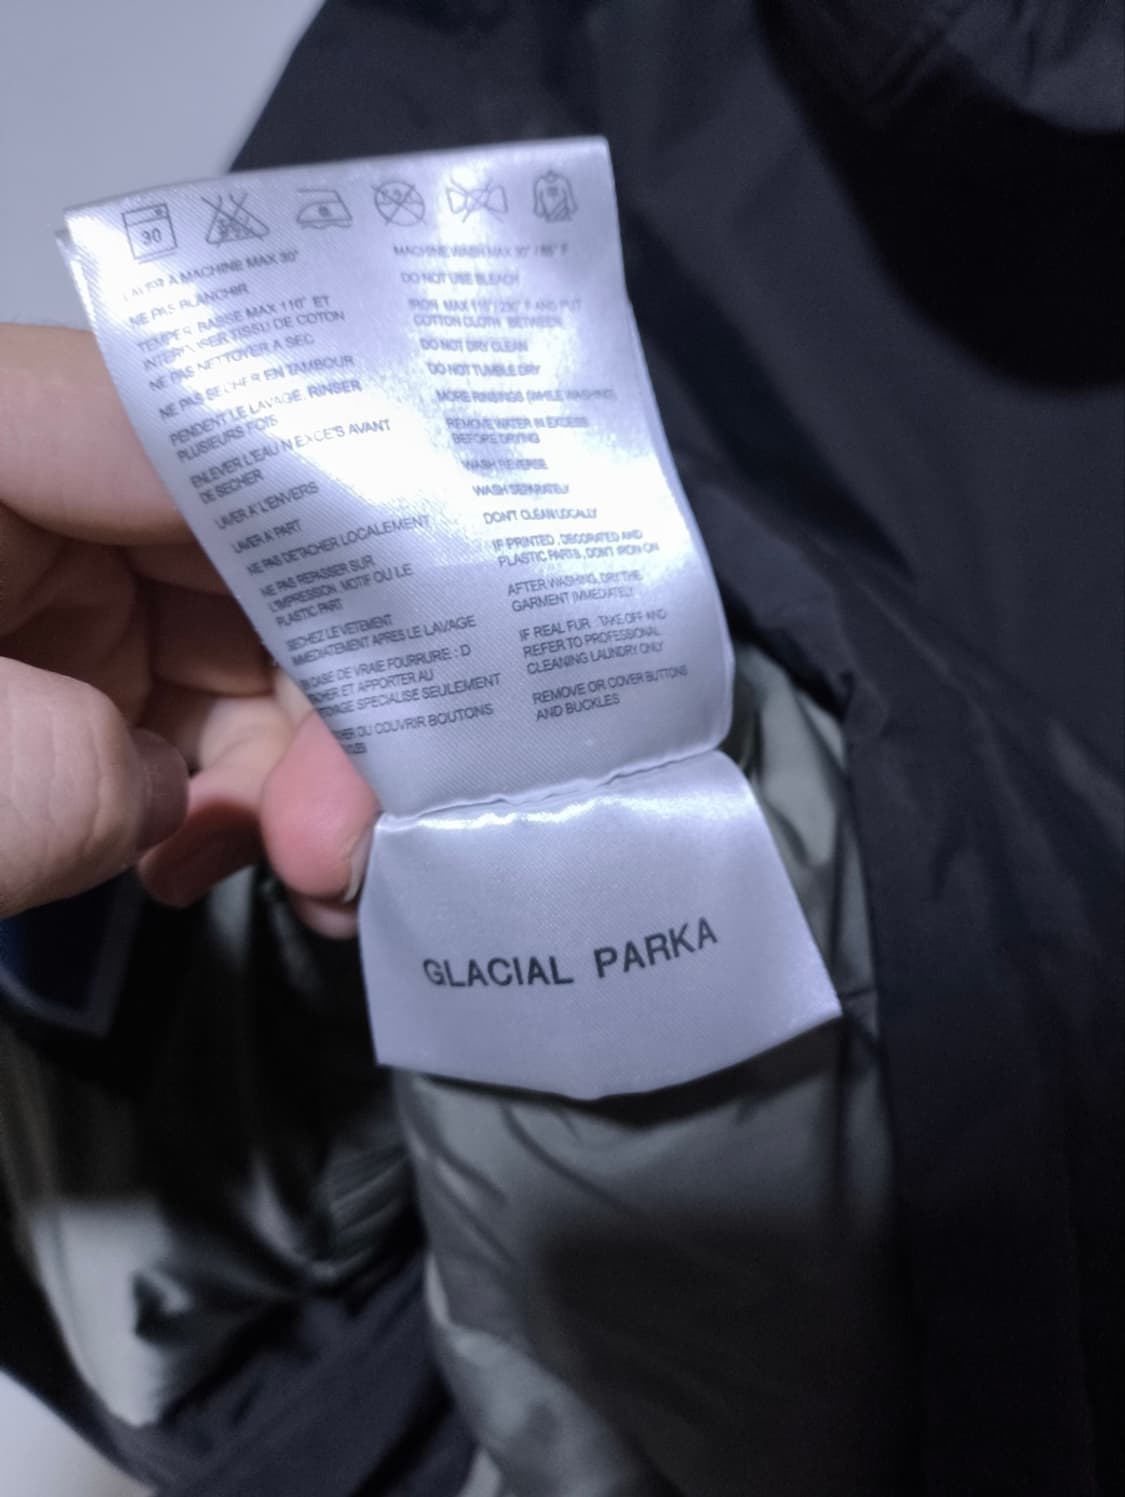 30
LAVER A MACHINE MAX 30°
NE PAS BLANCHIR
TEMPER BASSE MAX 110° ET
INTERVISER TISSU DE COTON
NE PAS NETTOYER A SEC
NE PAS SECHER EN TAMBOUR
PENDENT LE LAVAGE, RINSER
PLUSIEURS FOIS
ENLEVER L'EAU N EXCE'S AVANT
DE SECHER
LAVER A' L'ENVERS
LAVER A PART
NE PAS DETACHER LOCALEMENT
NE PAS REPASSER SUR
L'IMPRESSION, MOTIF OU LE
PLASTIC PART
SECHEZ LE VETEMENT
IMMEDIATEMENT APRES LE LAVAGE
CASE DE VRAIE FOURRURE : D
CHER ET APPORTER AU
TOYAGE SPECIALISE SEULEMENT
OU COUVRIR BOUTONS
MACHINE WASH MAX 30° / 85° F
DO NOT USE BLEACH
IRON MAX 110°/230° F AND PUT
COTTON CLOTH BETWEEN
DO NOT DRY CLEAN
DO NOT TUMBLE DRY
MORE RINSINGS (WHILE WASHING)
REMOVE WATER IN EXCESS
BEFORE DRYING
WASH REVERSE
WASH SEPARATELY
DON'T CLEAN LOCALLY
IF PRINTED, DECORATED AND
PLASTIC PARTS, DON'T IRON ON
AFTER WASHING, DRY THE
GARMENT IMMEDIATELY
IF REAL FUR : TAKE OFF AND
REFER TO PROFESSIONAL
CLEANING LAUNDRY ONLY
REMOVE OR COVER BUTTONS
AND BUCKLES
GLACIAL PARKA